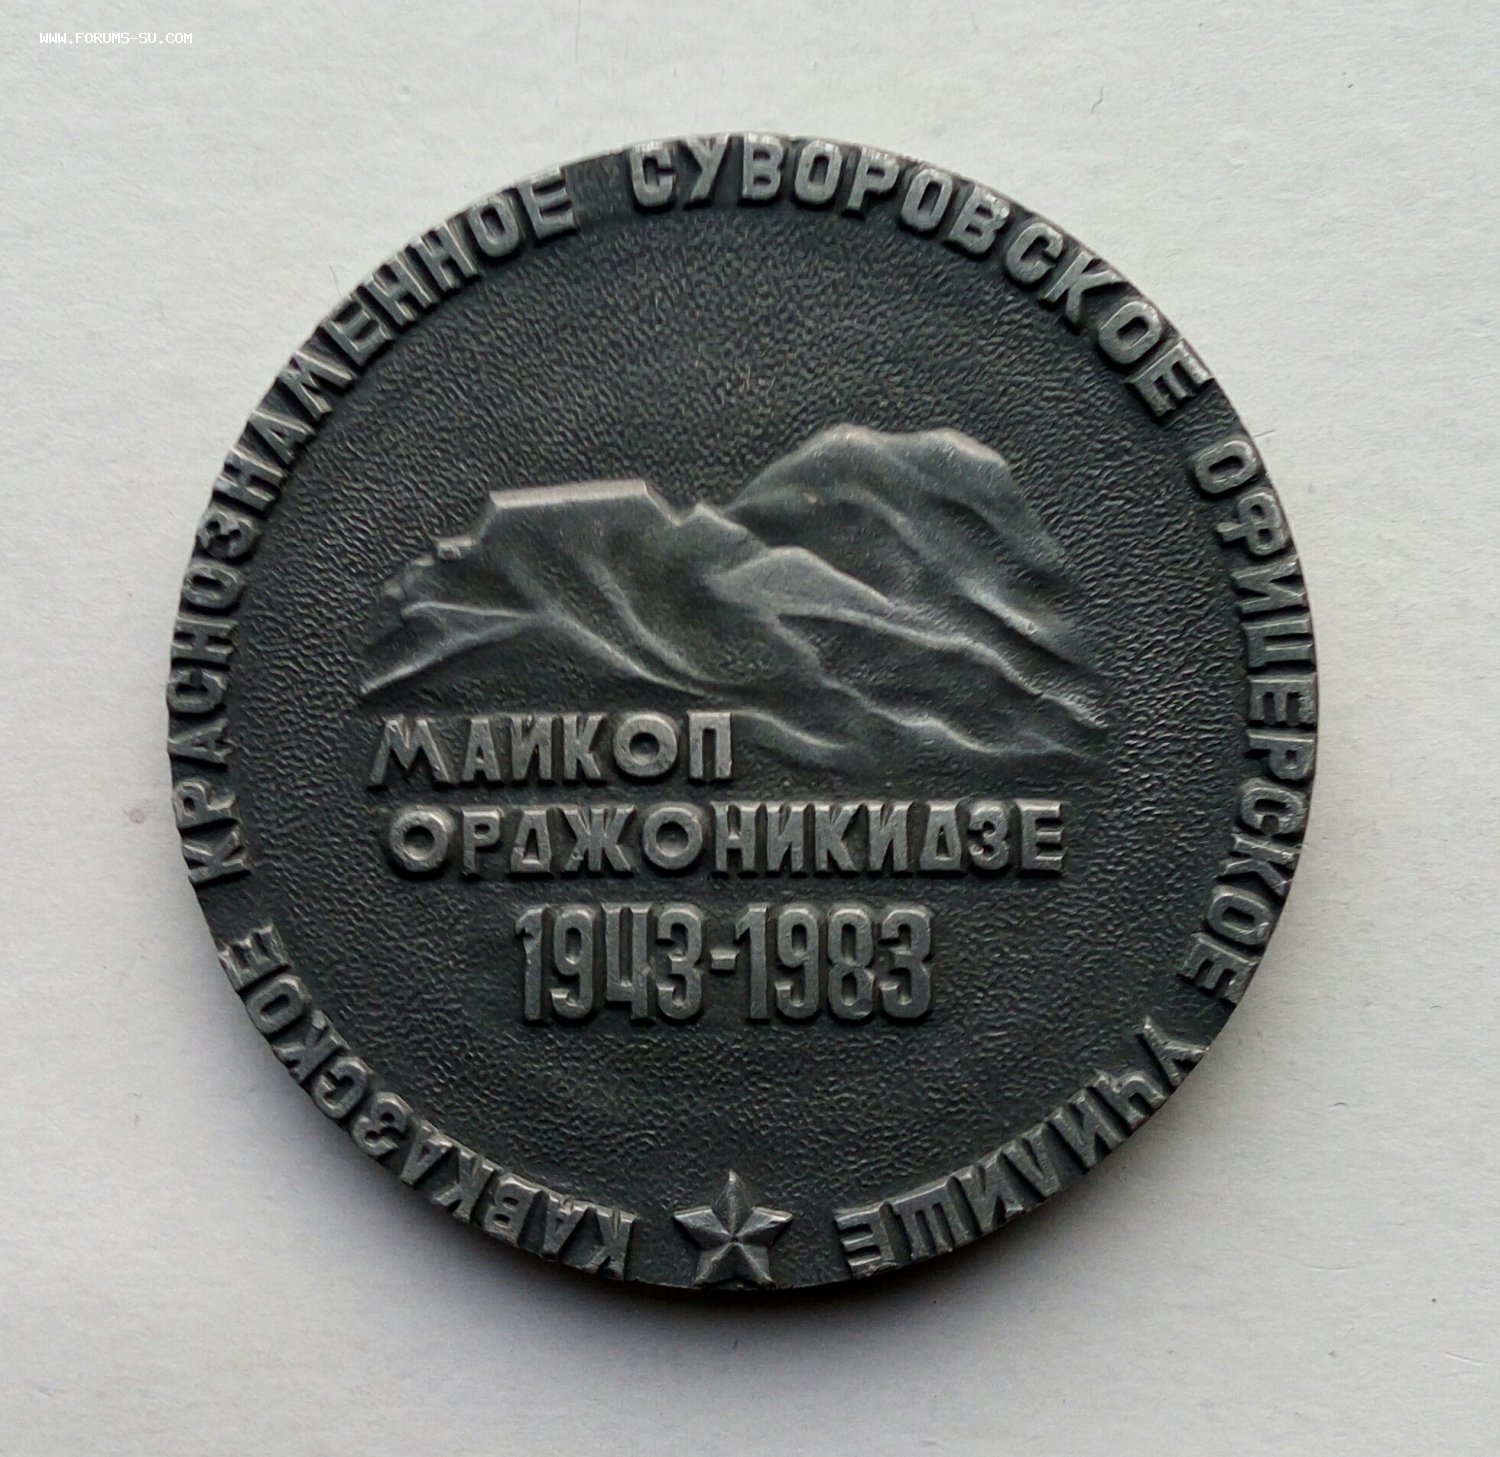 WWW.FORUMS-SU.COM
КАВКАЗСКОЕ КРАСНОЗНАМЕННОЕ СУВОРОВСКОЕ ОФИЦЕРСКОЕ УЧИЛИЩЕ
МАЙКОП
ОРДЖОНИКИДЗЕ
1943-1983